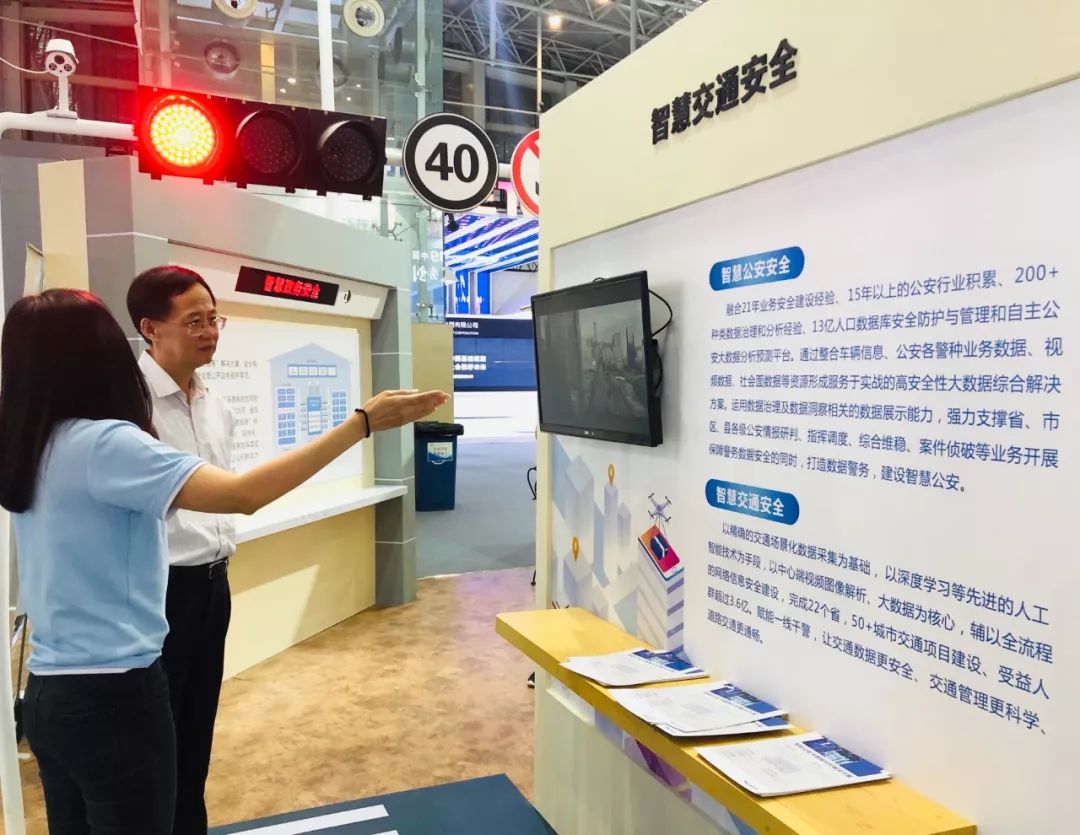 智慧交通安全
40
智慧政务安全
智慧公安安全
融合21年业务安全建设经验、15年以上的公安行业积累、200+
种类数据治理和分析经验、13亿人口数据库安全防护与管理和自主公
安大数据分析预测平台。通过整合车辆信息、公安各警种业务数据、视
频数据、社会面数据等资源形成服务于实战的高安全性大数据综合解决
方案。运用数据治理及数据洞察相关的数据展示能力，强力支撑省、市、
区、县各级公安情报研判、指挥调度、综合维稳、案件侦破等业务开展
保障警务数据安全的同时，打造数据警务，建设智慧公安。
智慧交通安全
以精确的交通场景化数据采集为基础，以深度学习等先进的人工
智能技术为手段，以中心端视频图像解析、大数据为核心，辅以全流程
的网络信息安全建设，完成22个省，50+城市交通项目建设、受益人
群超过3.6亿。赋能一线干警，让交通数据更安全、交通管理更科学、
道路交通更通畅。